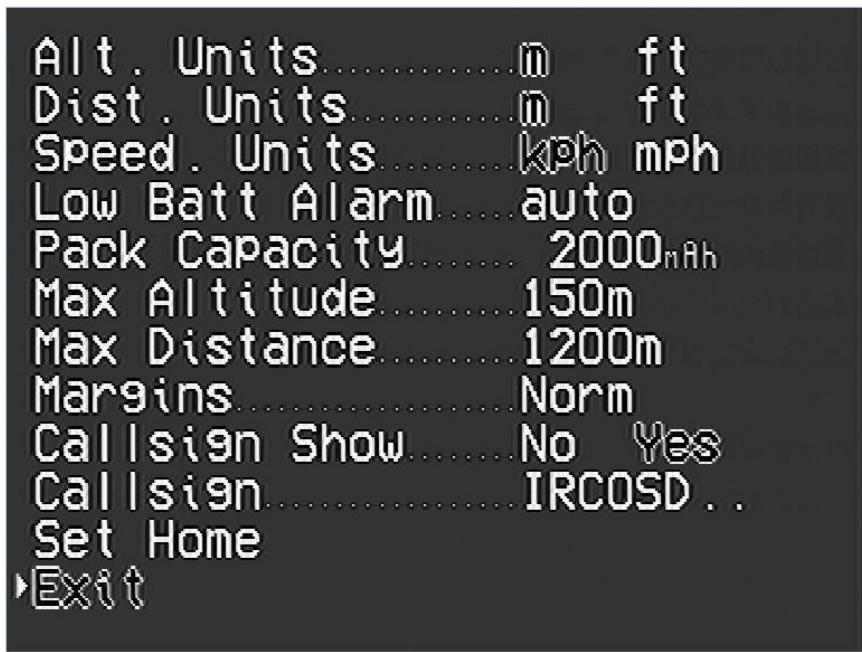 Alt. Units..............m ft
Dist. Units............m ft
Speed. Units..........kph mph
Low Batt Alarm......auto
Pack Capacity........ 2000mAh
Max Altitude..........150m
Max Distance..........1200m
Margins....................Norm
Callsign Show........No Yes
Callsign..................IRCOSD..
Set Home
Exit